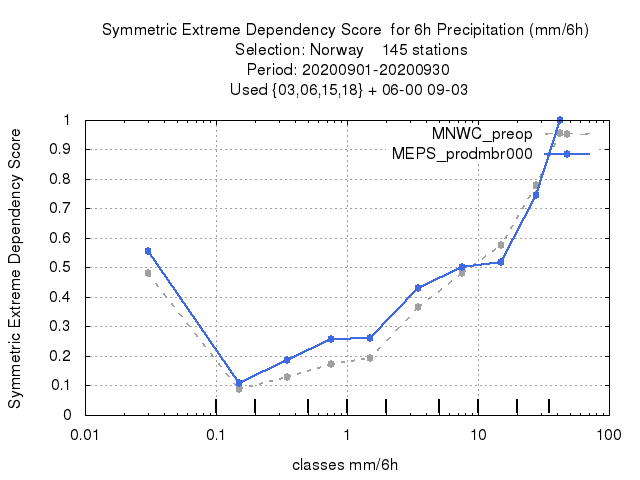 Symmetric Extreme Dependency Score  for 6h Precipitation (mm/6h)
Selection: Norway    145 stations
Period: 20200901-20200930
Used {03,06,15,18} + 06-00 09-03
MNWC_preop
MEPS_prodmbr000
Symmetric Extreme Dependency Score
1
0.9
0.8
0.7
0.6
0.5
0.4
0.3
0.2
0.1
0
0.01
0.1
1
10
100
classes mm/6h